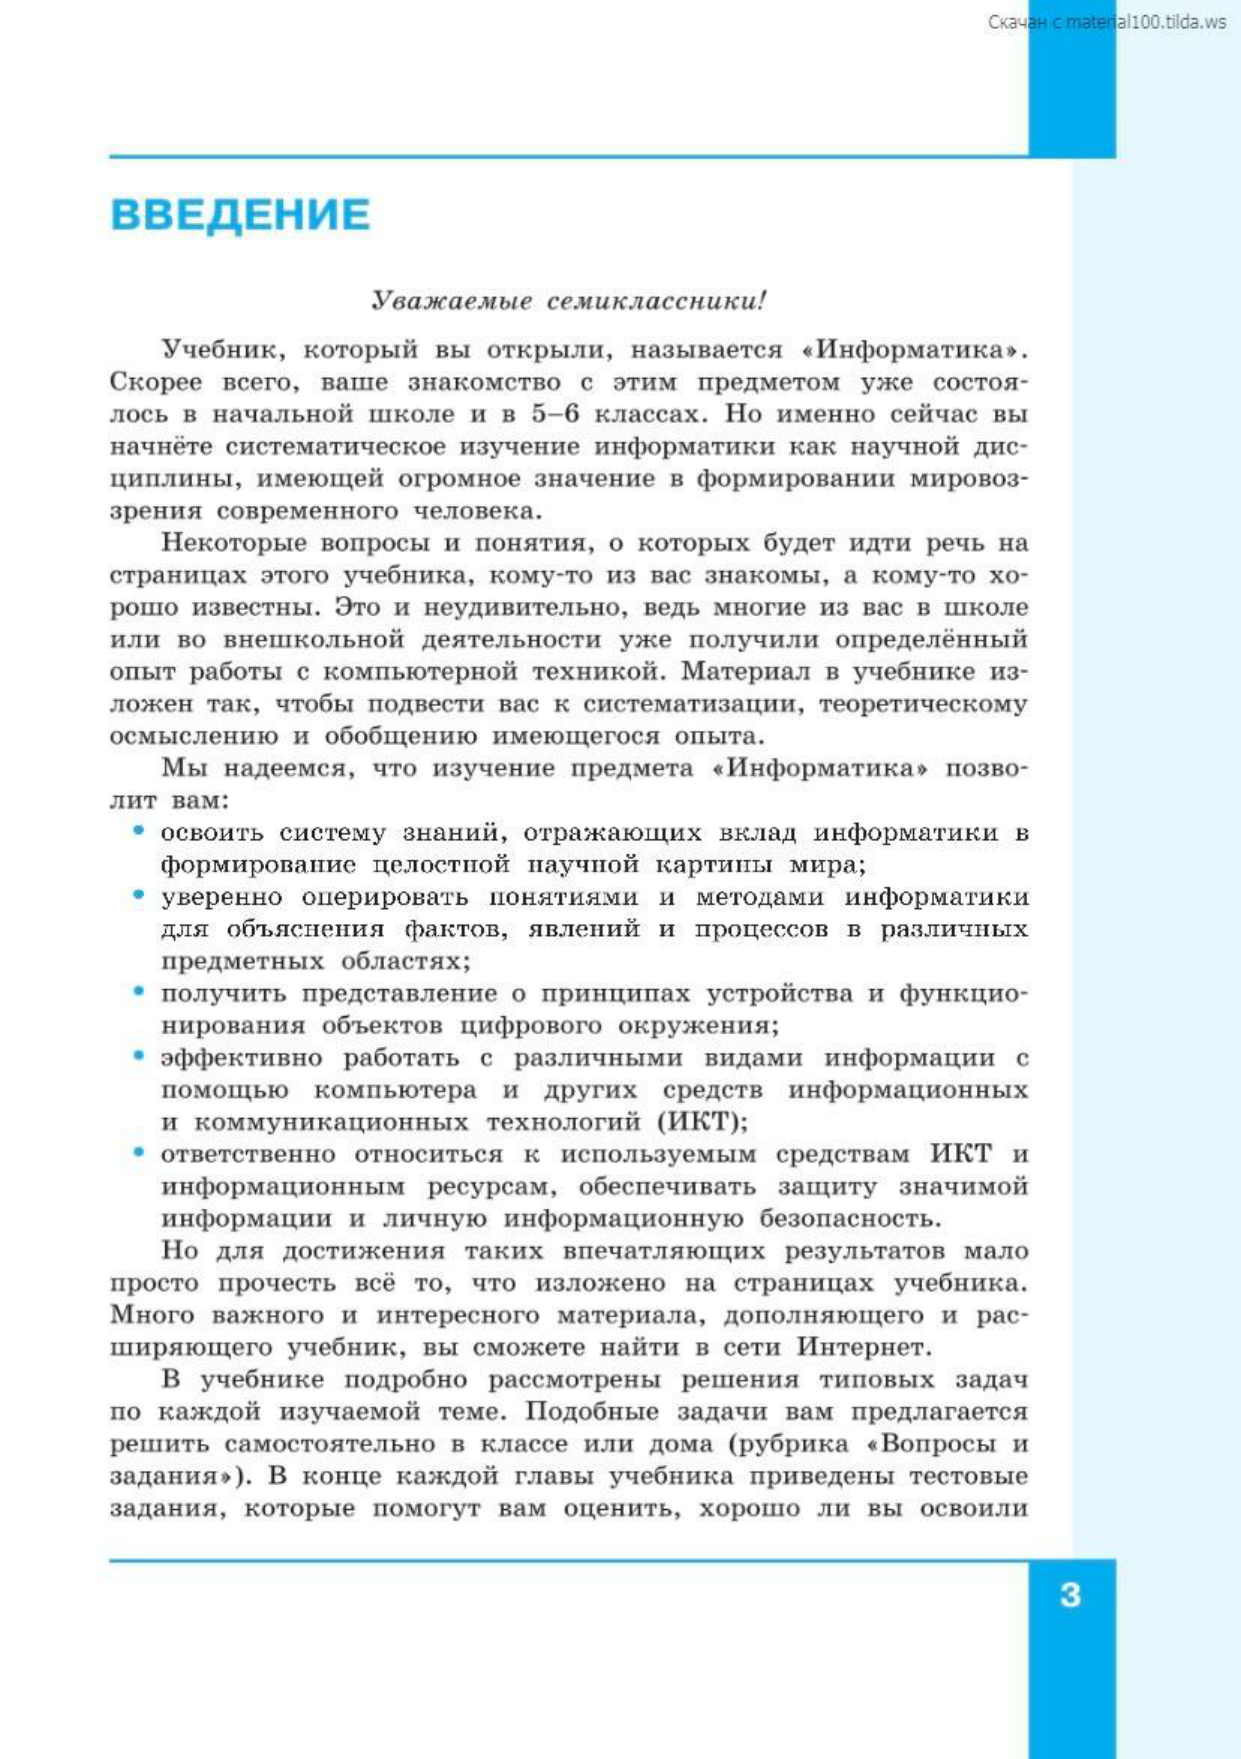 Скачан с material100.tilda.ws
ВВЕДЕНИЕ
Уважаемые семиклассники!
Учебник, который вы открыли, называется «Информатика».
Скорее всего, ваше знакомство с этим предметом уже состоя-
лось в начальной школе и в 5–6 классах. Но именно сейчас вы
начнёте систематическое изучение информатики как научной дис-
циплины, имеющей огромное значение в формировании мировоз-
зрения современного человека.
Некоторые вопросы и понятия, о которых будет идти речь на
страницах этого учебника, кому-то из вас знакомы, а кому-то хо-
рошо известны. Это и неудивительно, ведь многие из вас в школе
или во внешкольной деятельности уже получили определённый
опыт работы с компьютерной техникой. Материал в учебнике из-
ложен так, чтобы подвести вас к систематизации, теоретическому
осмыслению и обобщению имеющегося опыта.
Мы надеемся, что изучение предмета «Информатика» позво-
лит вам:
• освоить систему знаний, отражающих вклад информатики в
формирование целостной научной картины мира;
• уверенно оперировать понятиями и методами информатики
для объяснения фактов, явлений и процессов в различных
предметных областях;
• получить представление о принципах устройства и функцио-
нирования объектов цифрового окружения;
• эффективно работать с различными видами информации с
помощью компьютера и других средств информационных
и коммуникационных технологий (ИКТ);
• ответственно относиться к используемым средствам ИКТ и
информационным ресурсам, обеспечивать защиту значимой
информации и личную информационную безопасность.
Но для достижения таких впечатляющих результатов мало
просто прочесть всё то, что изложено на страницах учебника.
Много важного и интересного материала, дополняющего и рас-
ширяющего учебник, вы сможете найти в сети Интернет.
В учебнике подробно рассмотрены решения типовых задач
по каждой изучаемой теме. Подобные задачи вам предлагается
решить самостоятельно в классе или дома (рубрика «Вопросы и
задания»). В конце каждой главы учебника приведены тестовые
задания, которые помогут вам оценить, хорошо ли вы освоили
3